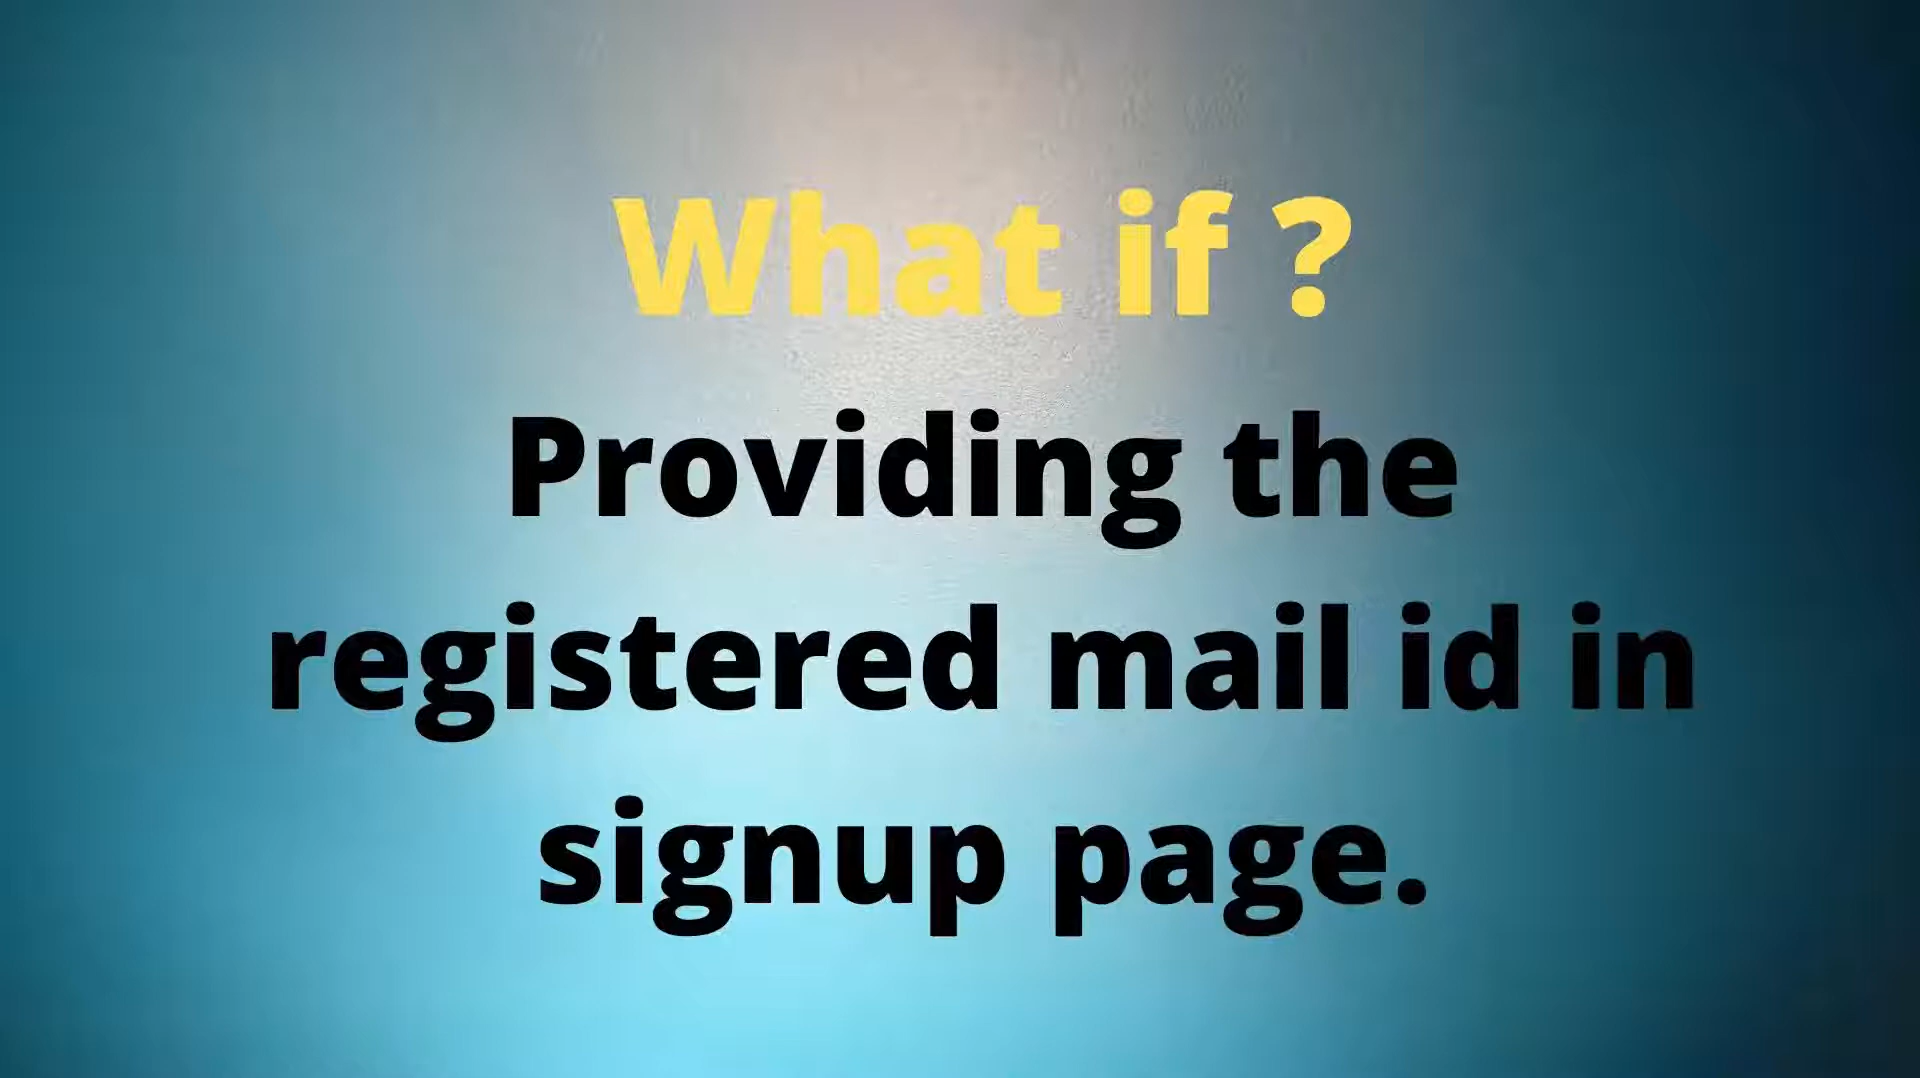 What if ?
Providing the
registered mail id in
signup page.